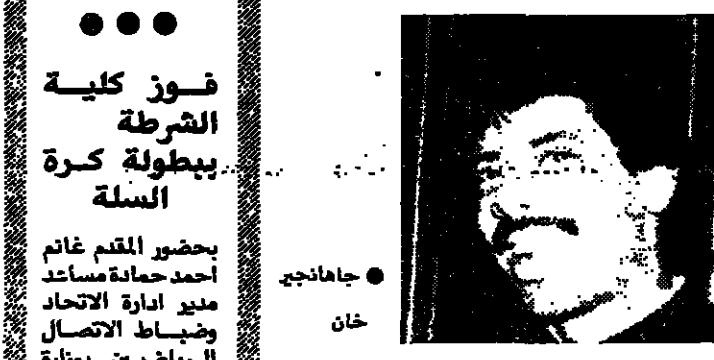 ● جاهانجير
خان
● ● ●
فوز كلية
الشرطة
ببطولة كرة
السلة
بحضور المقدم غانم
احمد حمادة مساعد
مدير ادارة الاتحاد
وضباط الاتصال